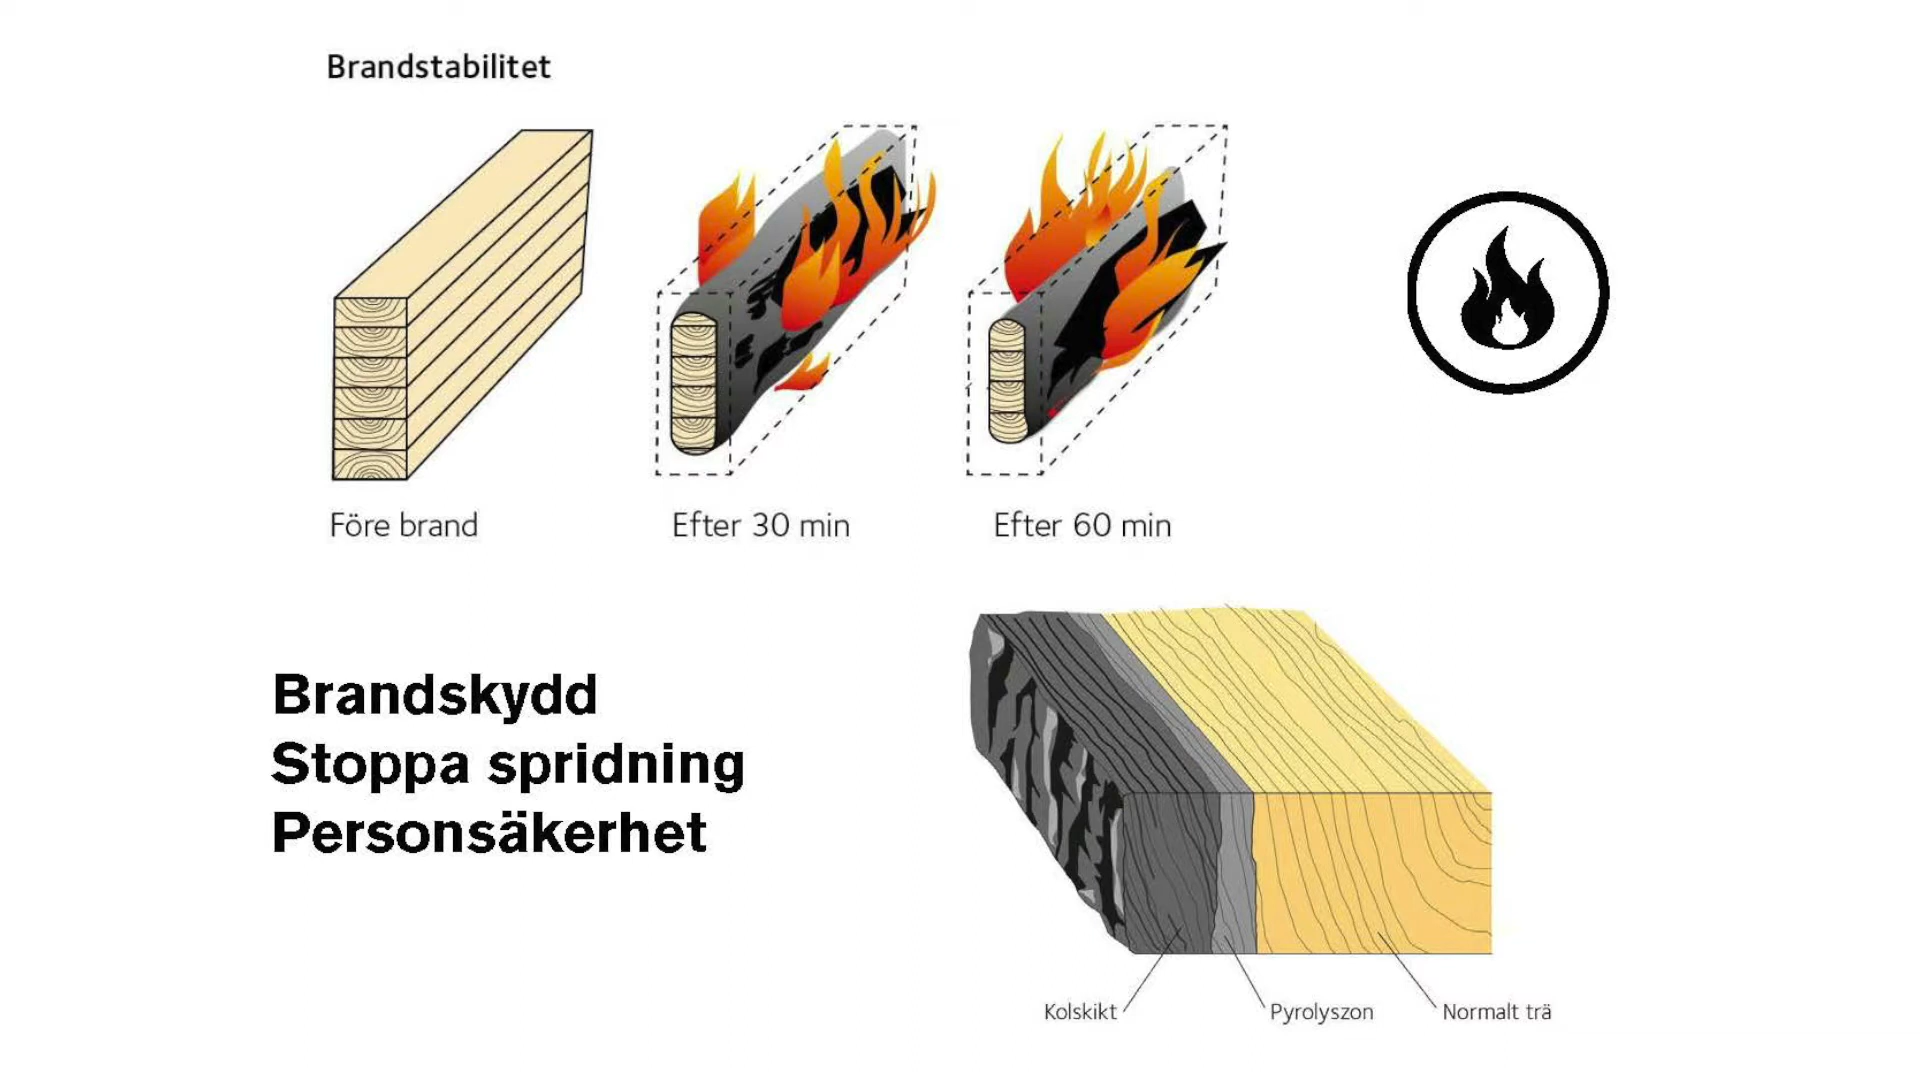 Brandstabilitet
Före brand
Efter 30 min
Efter 60 min
Brandskydd
Stoppa spridning
Personsäkerhet
Kolskikt
Pyrolyszon
Normalt trä